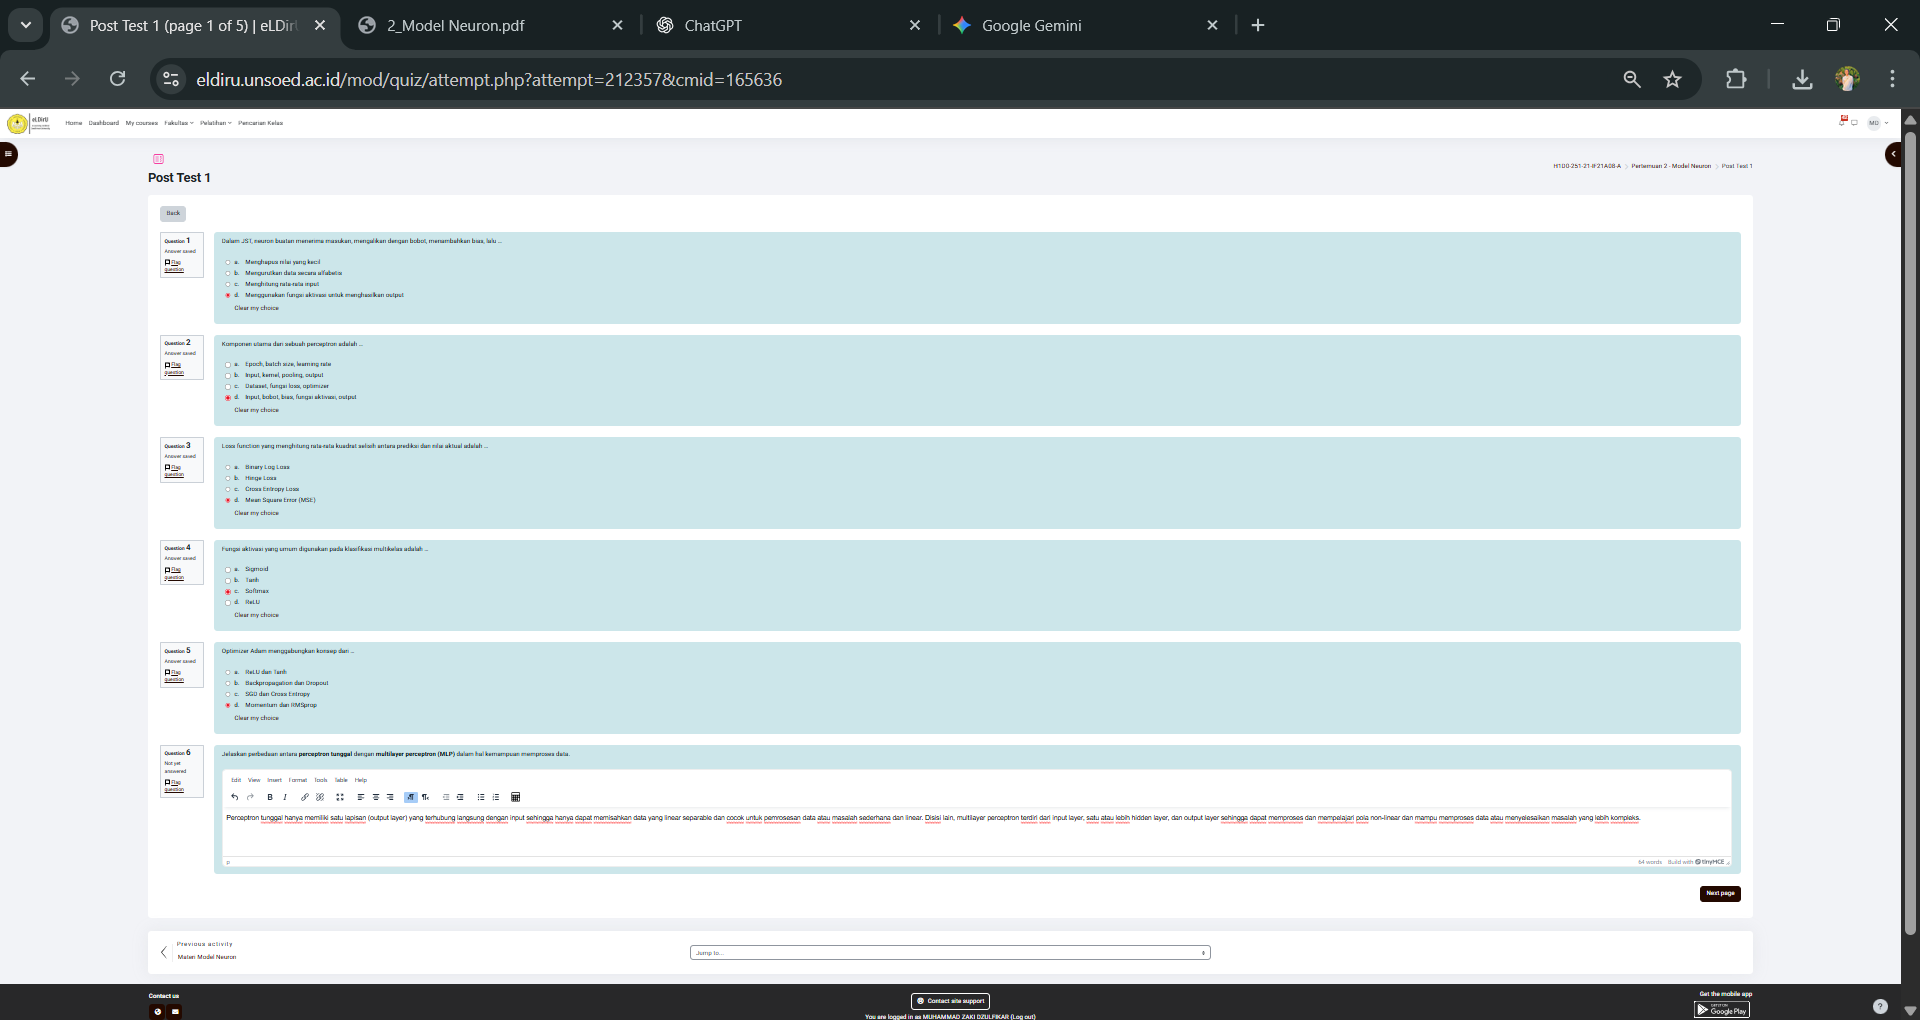 Post Test 1 (page 1 of 5) | eLDir
2_Model Neuron.pdf
ChatGPT
Google Gemini
eldiru.unsoed.ac.id/mod/quiz/attempt.php?attempt=212357&cmid=165636
eLDirU
Home Dashboard My courses Fakultas Pelatihan Pencarian Kelas
MD
H1D0-251-21-IF21A08-A Pertemuan 2 - Model Neuron Post Test 1
Post Test 1
Back
Question 1
Answer saved
Flag question
Dalam JST, neuron buatan menerima masukan, mengalikan dengan bobot, menambahkan bias, lalu ...
a. Menghapus nilai yang kecil
b. Mengurutkan data secara alfabetis
c. Menghitung rata-rata input
d. Menggunakan fungsi aktivasi untuk menghasilkan output
Clear my choice
Question 2
Answer saved
Flag question
Komponen utama dari sebuah perceptron adalah ...
a. Epoch, batch size, learning rate
b. Input, kernel, pooling, output
c. Dataset, fungsi loss, optimizer
d. Input, bobot, bias, fungsi aktivasi, output
Clear my choice
Question 3
Answer saved
Flag question
Loss function yang menghitung rata-rata kuadrat selisih antara prediksi dan nilai aktual adalah ...
a. Binary Log Loss
b. Hinge Loss
c. Cross Entropy Loss
d. Mean Square Error (MSE)
Clear my choice
Question 4
Answer saved
Flag question
Fungsi aktivasi yang umum digunakan pada klasifikasi multikelas adalah ...
a. Sigmoid
b. Tanh
c. Softmax
d. ReLU
Clear my choice
Question 5
Answer saved
Flag question
Optimizer Adam menggabungkan konsep dari ...
a. ReLU dan Tanh
b. Backpropagation dan Dropout
c. SGD dan Cross Entropy
d. Momentum dan RMSprop
Clear my choice
Question 6
Not yet answered
Flag question
Jelaskan perbedaan antara perceptron tunggal dengan multilayer perceptron (MLP) dalam hal kemampuan memproses data.
Edit View Insert Format Tools Table Help
Perceptron tunggal hanya memiliki satu lapisan (output layer) yang terhubung langsung dengan input sehingga hanya dapat memisahkan data yang linear separable dan cocok untuk pemrosesan data atau masalah sederhana dan linear. Disisi lain, multilayer perceptron terdiri dari input layer, satu atau lebih hidden layer, dan output layer sehingga dapat memproses dan mempelajari pola non-linear dan mampu memproses data atau menyelesaikan masalah yang lebih kompleks.
p
64 words Build with tinyMCE
Next page
Previous activity
Materi Model Neuron
Jump to...
Contact us
Contact site support
You are logged in as MUHAMMAD ZAKI DZULFIKAR (Log out)
Get the mobile app
GET IT ON
Google Play
?